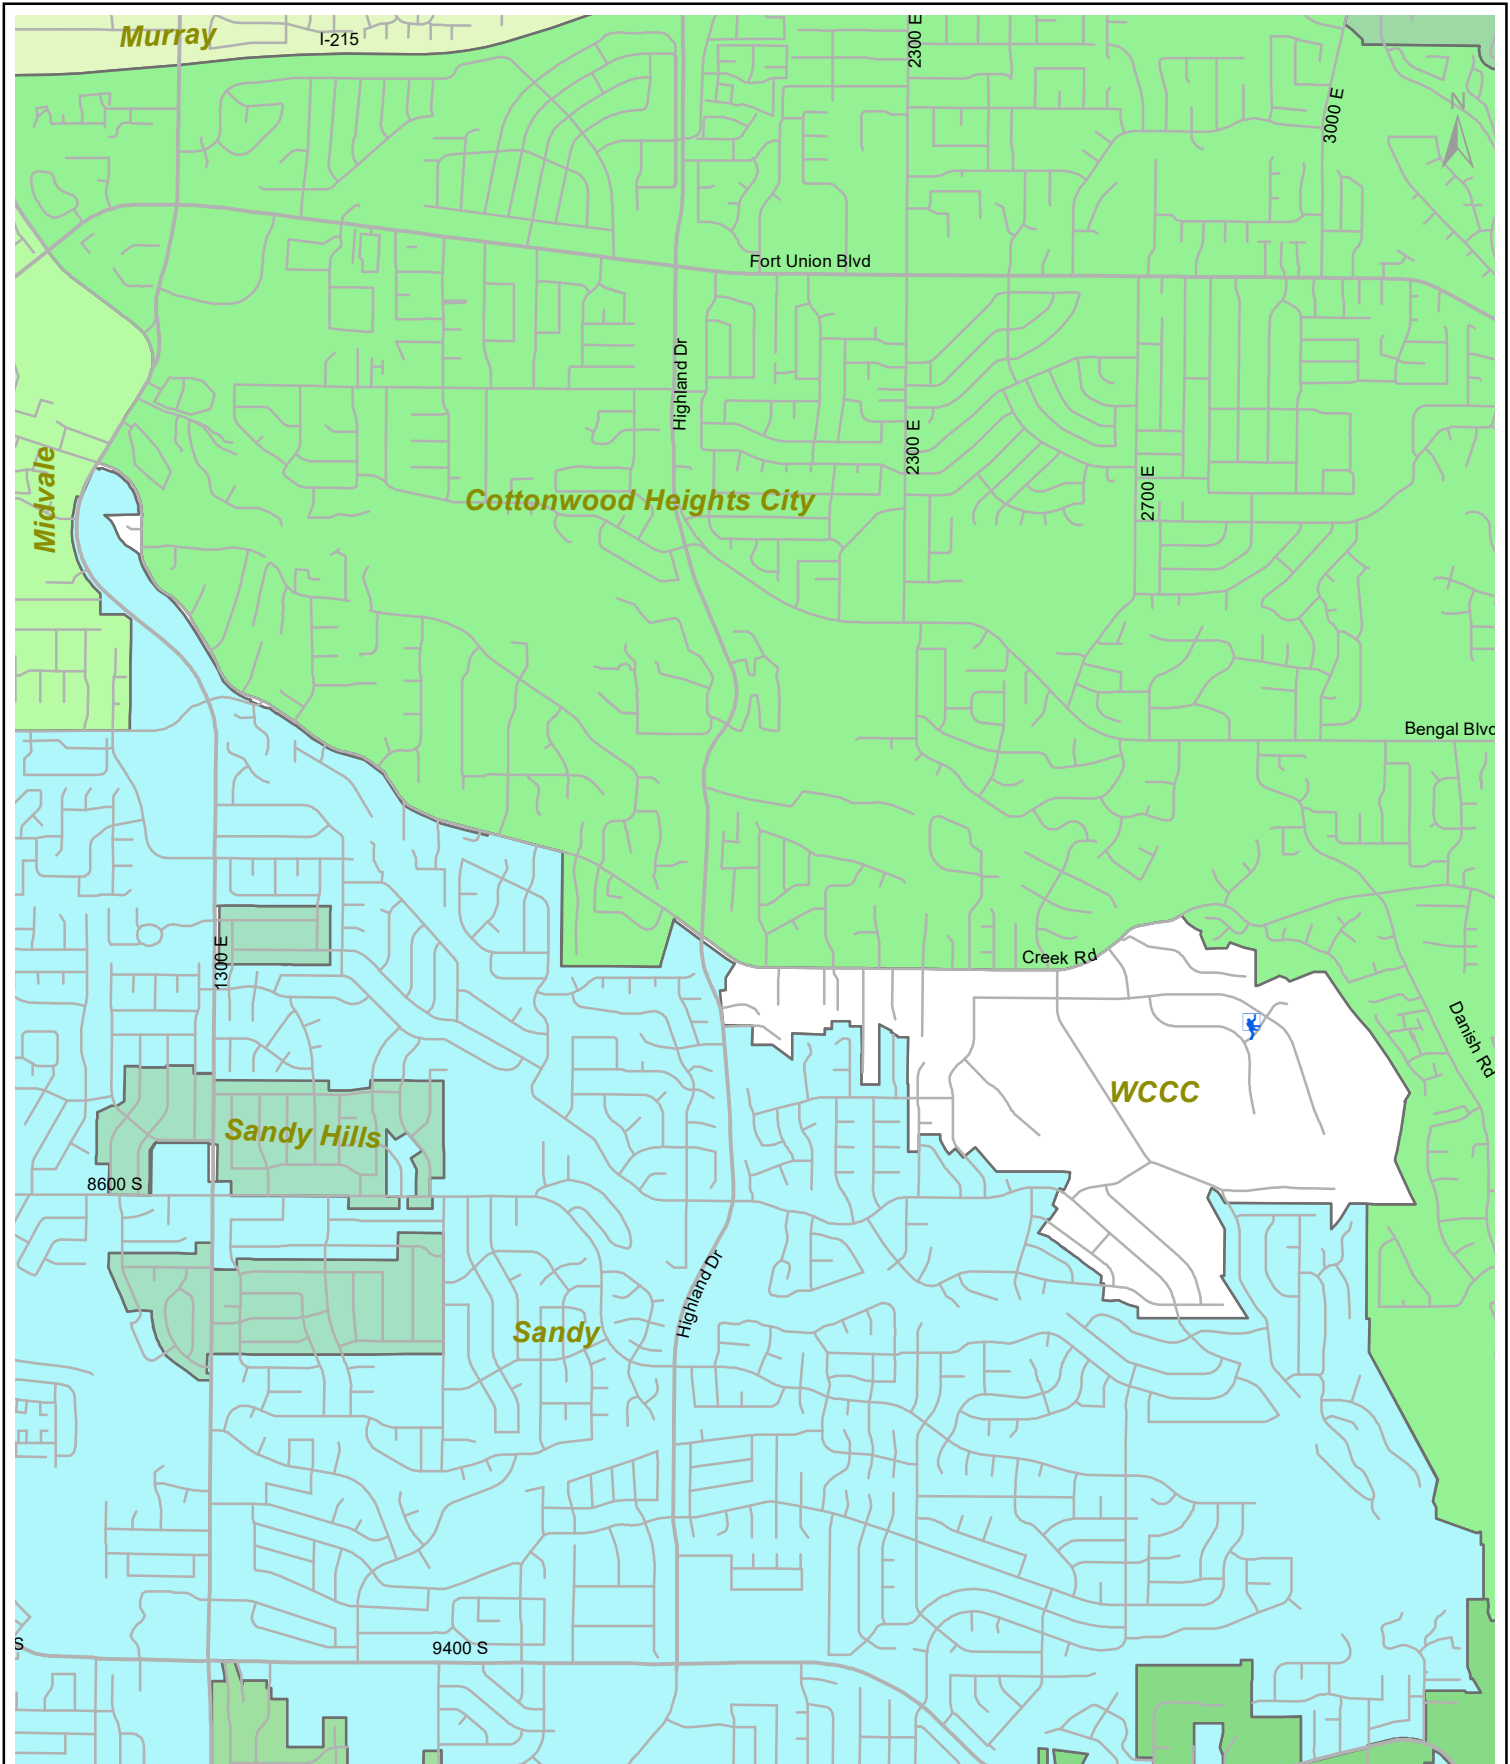 Murray
I-215
2300 E
3000 E
N
Fort Union Blvd
Highland Dr
2300 E
Midvale
2700 E
Cottonwood Heights City
Bengal Blvd
1300 E
Creek Rd
Danish Rd
WCCC
Sandy Hills
8600 S
Highland Dr
Sandy
S
9400 S